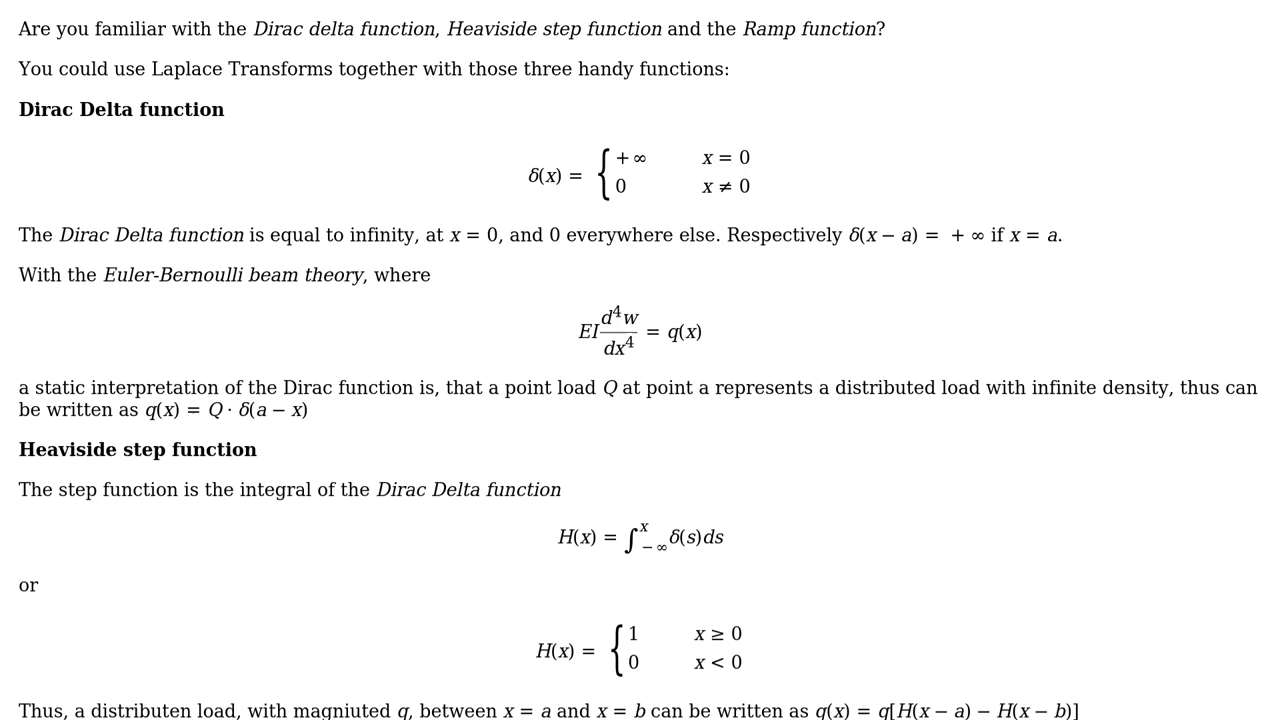 Are you familiar with the Dirac delta function, Heaviside step function and the Ramp function?
You could use Laplace Transforms together with those three handy functions:
Dirac Delta function
δ(x) = { +∞ x = 0
0 x ≠ 0
The Dirac Delta function is equal to infinity, at x = 0, and 0 everywhere else. Respectively δ(x − a) = +∞ if x = a.
With the Euler-Bernoulli beam theory, where
EI d⁴w/dx⁴ = q(x)
a static interpretation of the Dirac function is, that a point load Q at point a represents a distributed load with infinite density, thus can
be written as q(x) = Q · δ(a − x)
Heaviside step function
The step function is the integral of the Dirac Delta function
H(x) = ∫₋∞ˣ δ(s)ds
or
H(x) = { 1 x ≥ 0
0 x < 0
Thus, a distributen load, with magniuted q, between x = a and x = b can be written as q(x) = q[H(x − a) − H(x − b)]